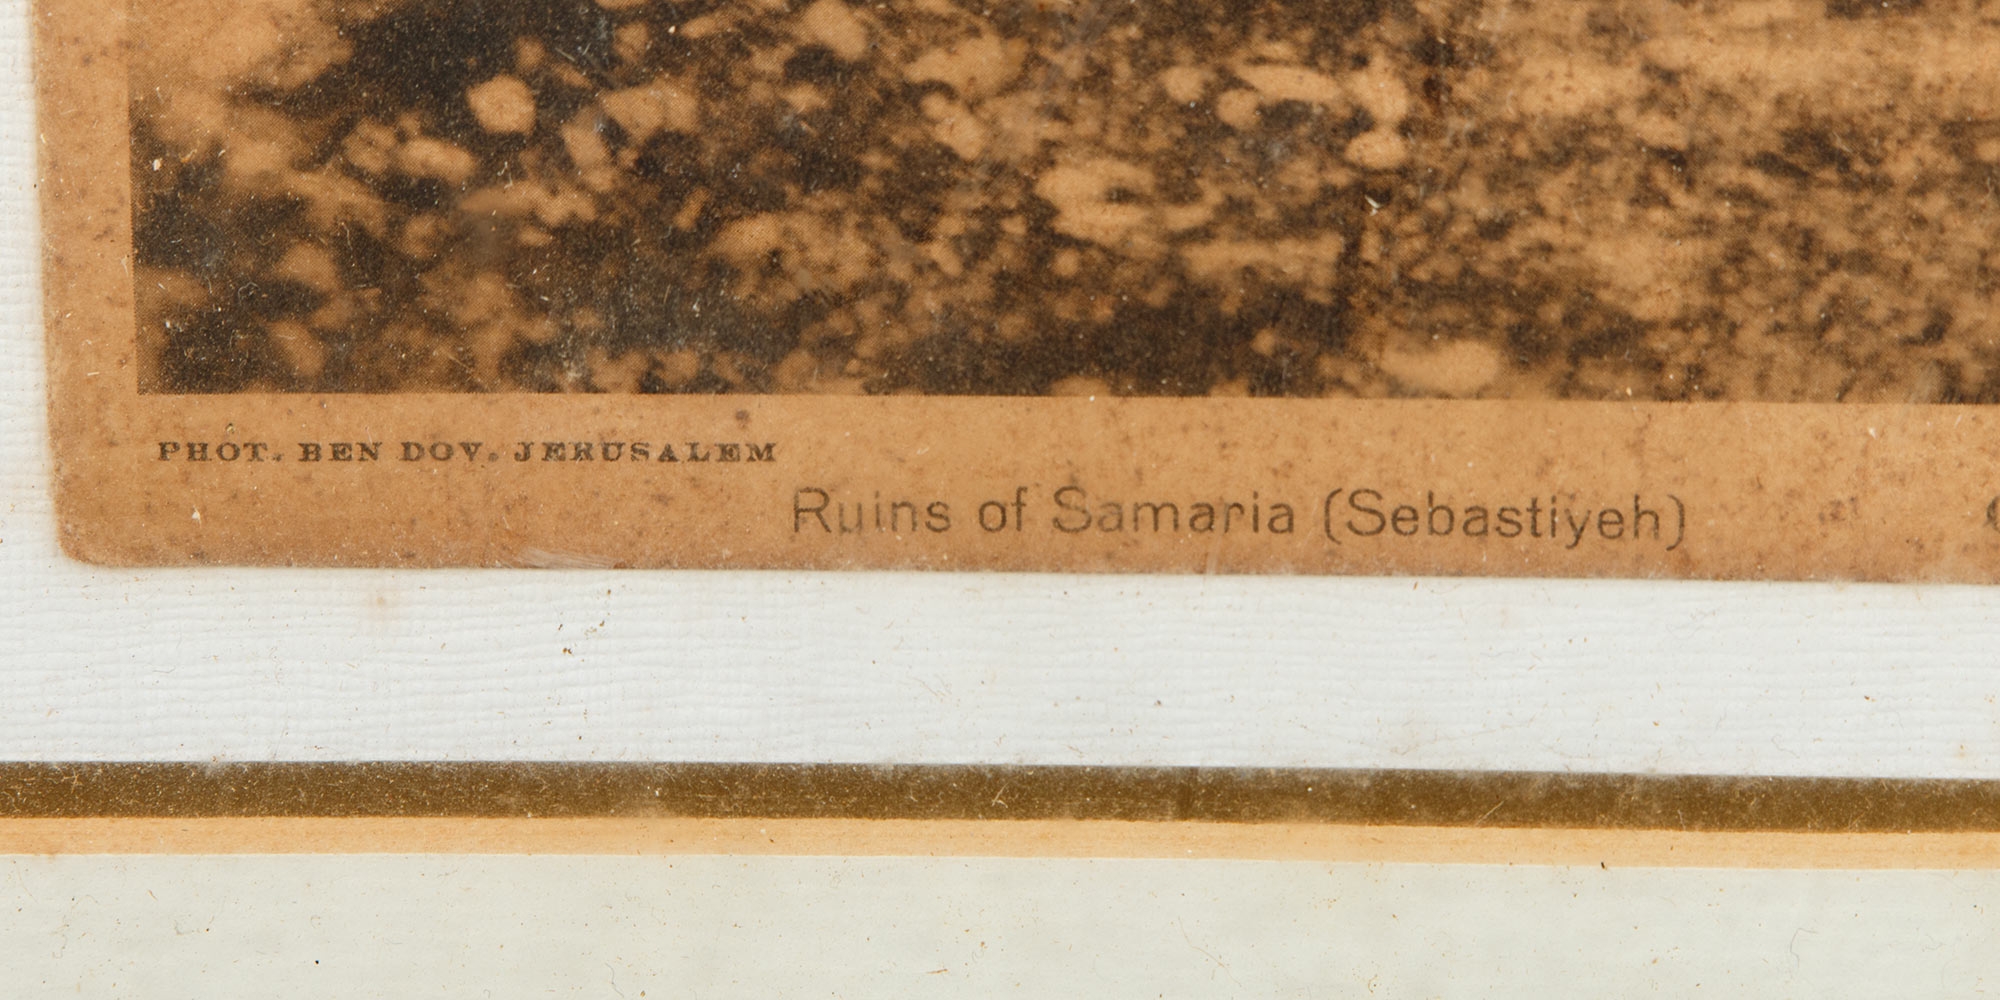 PHOT. BEN DOV. JERUSALEM
Ruins of Samaria (Sebastiyeh)